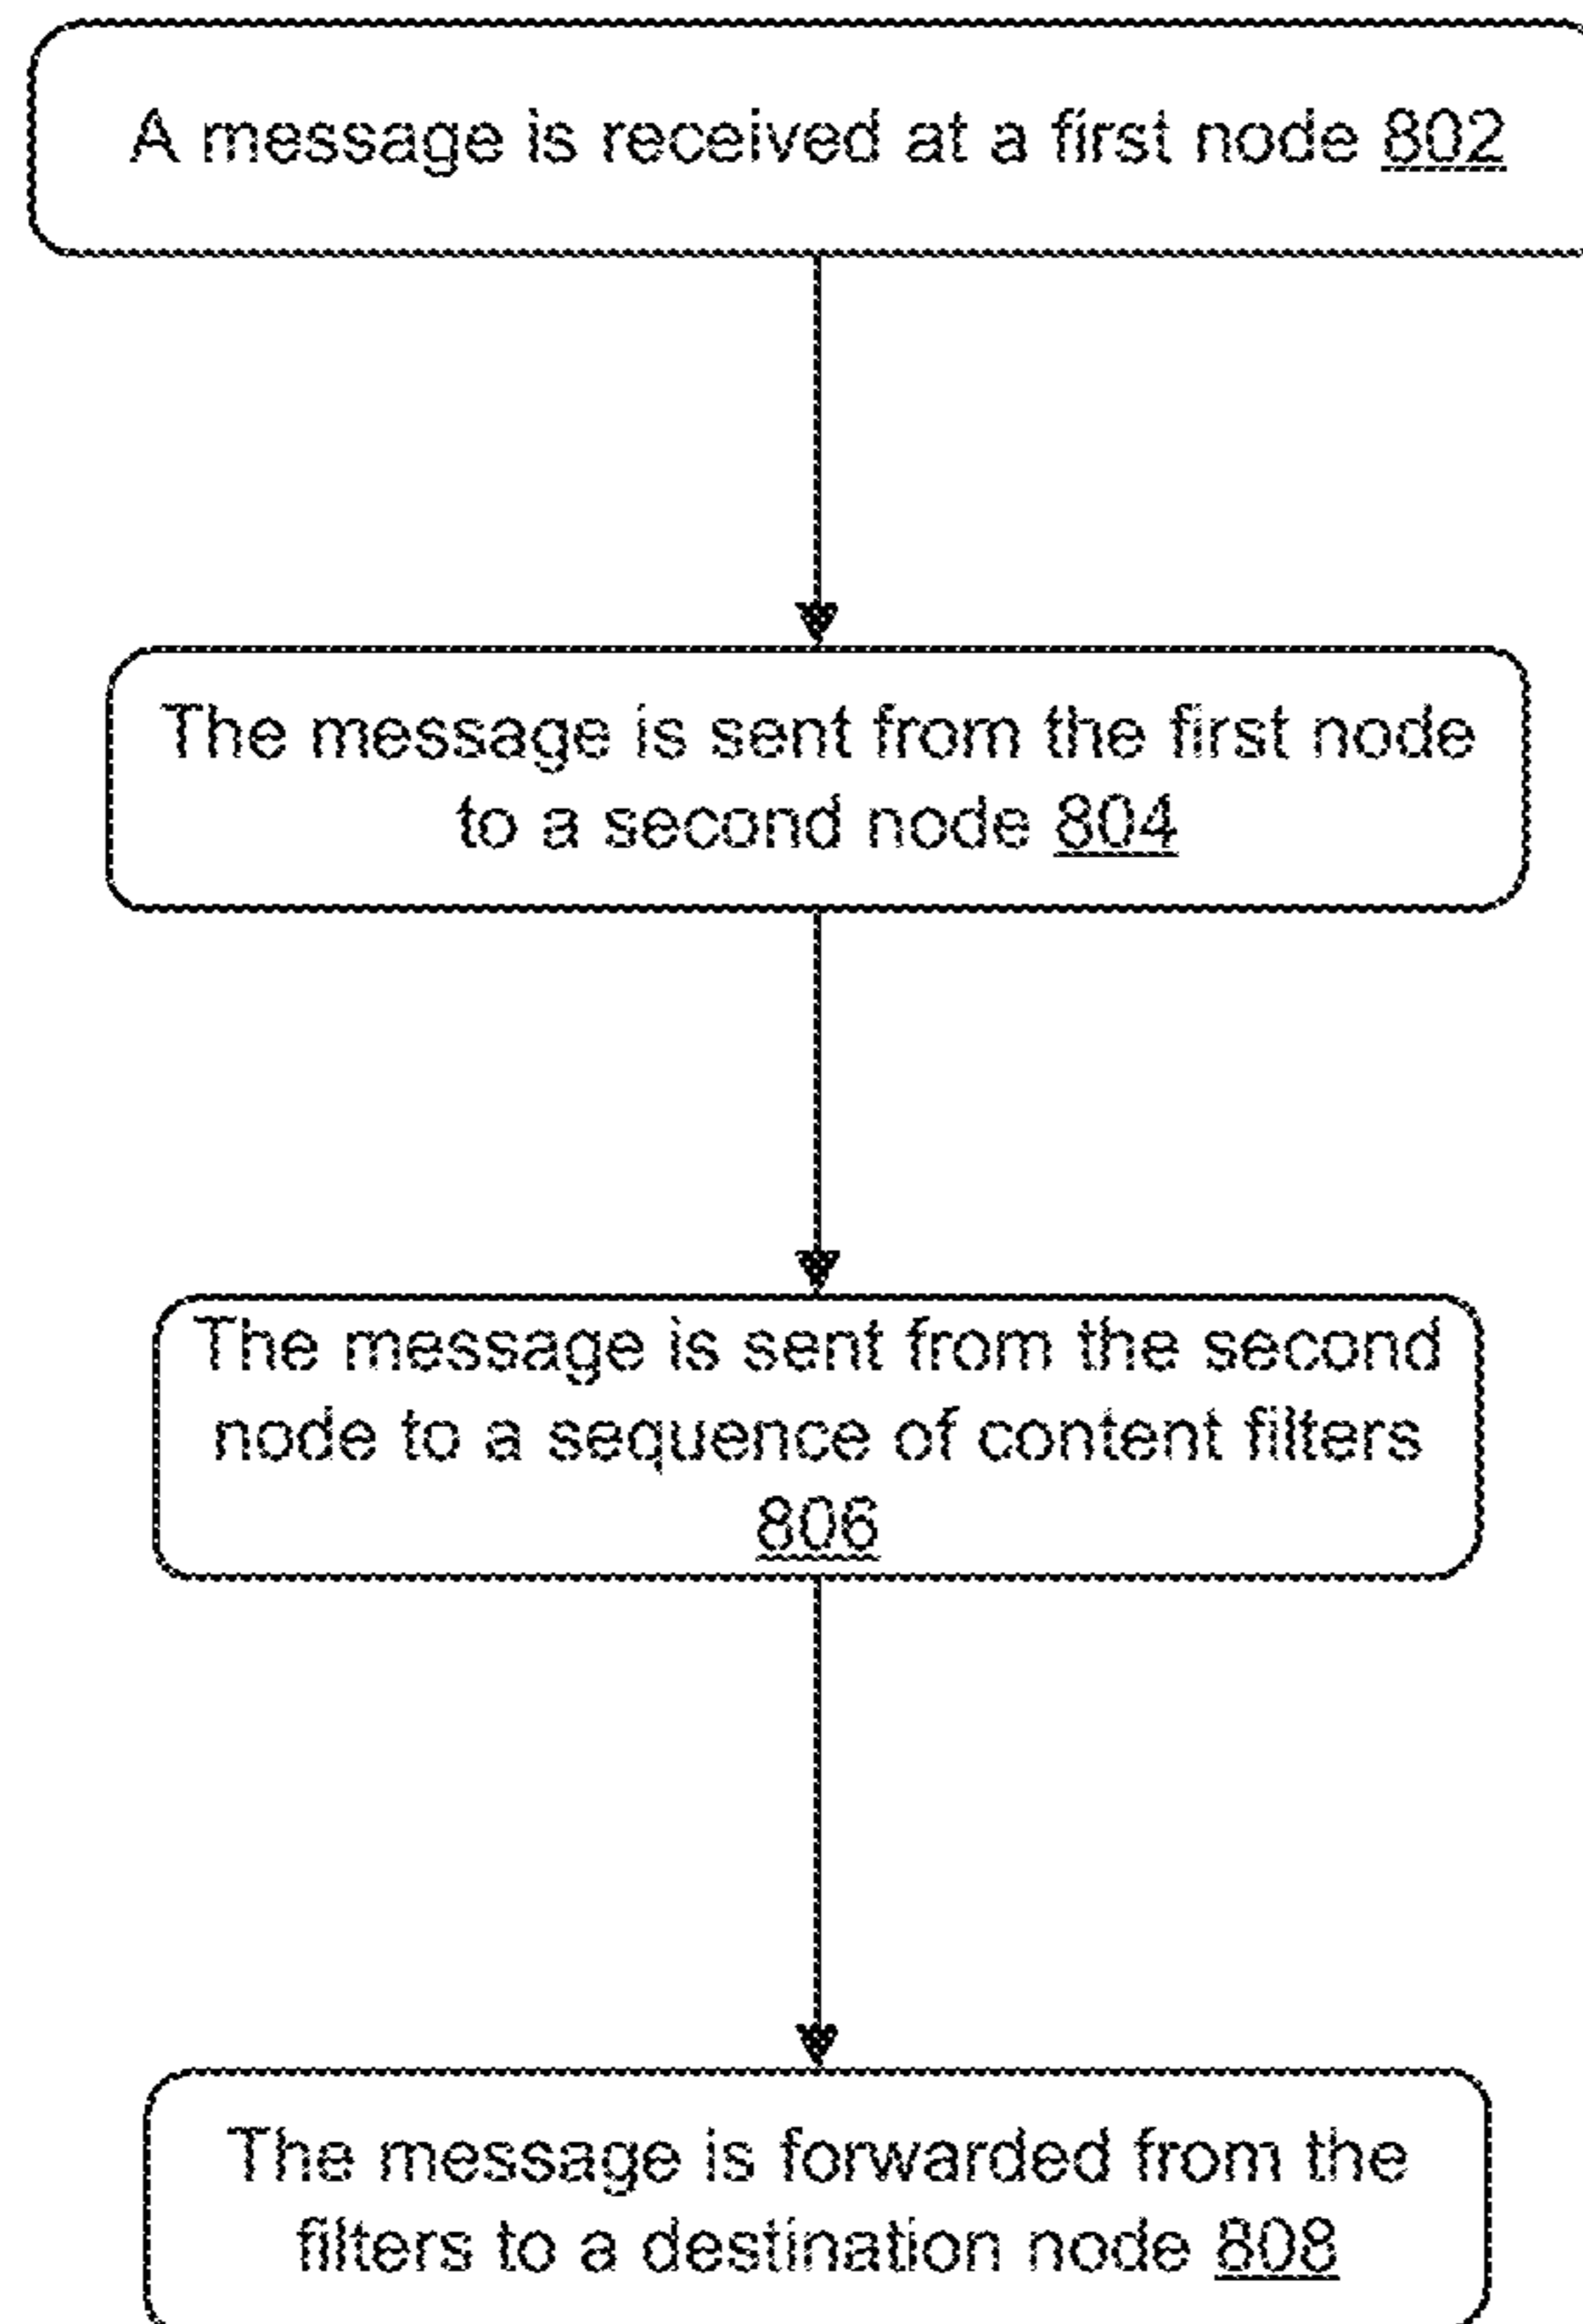 A message is received at a first node 802
The message is sent from the first node
to a second node 804
The message is sent from the second
node to a sequence of content filters
806
The message is forwarded from the
filters to a destination node 808